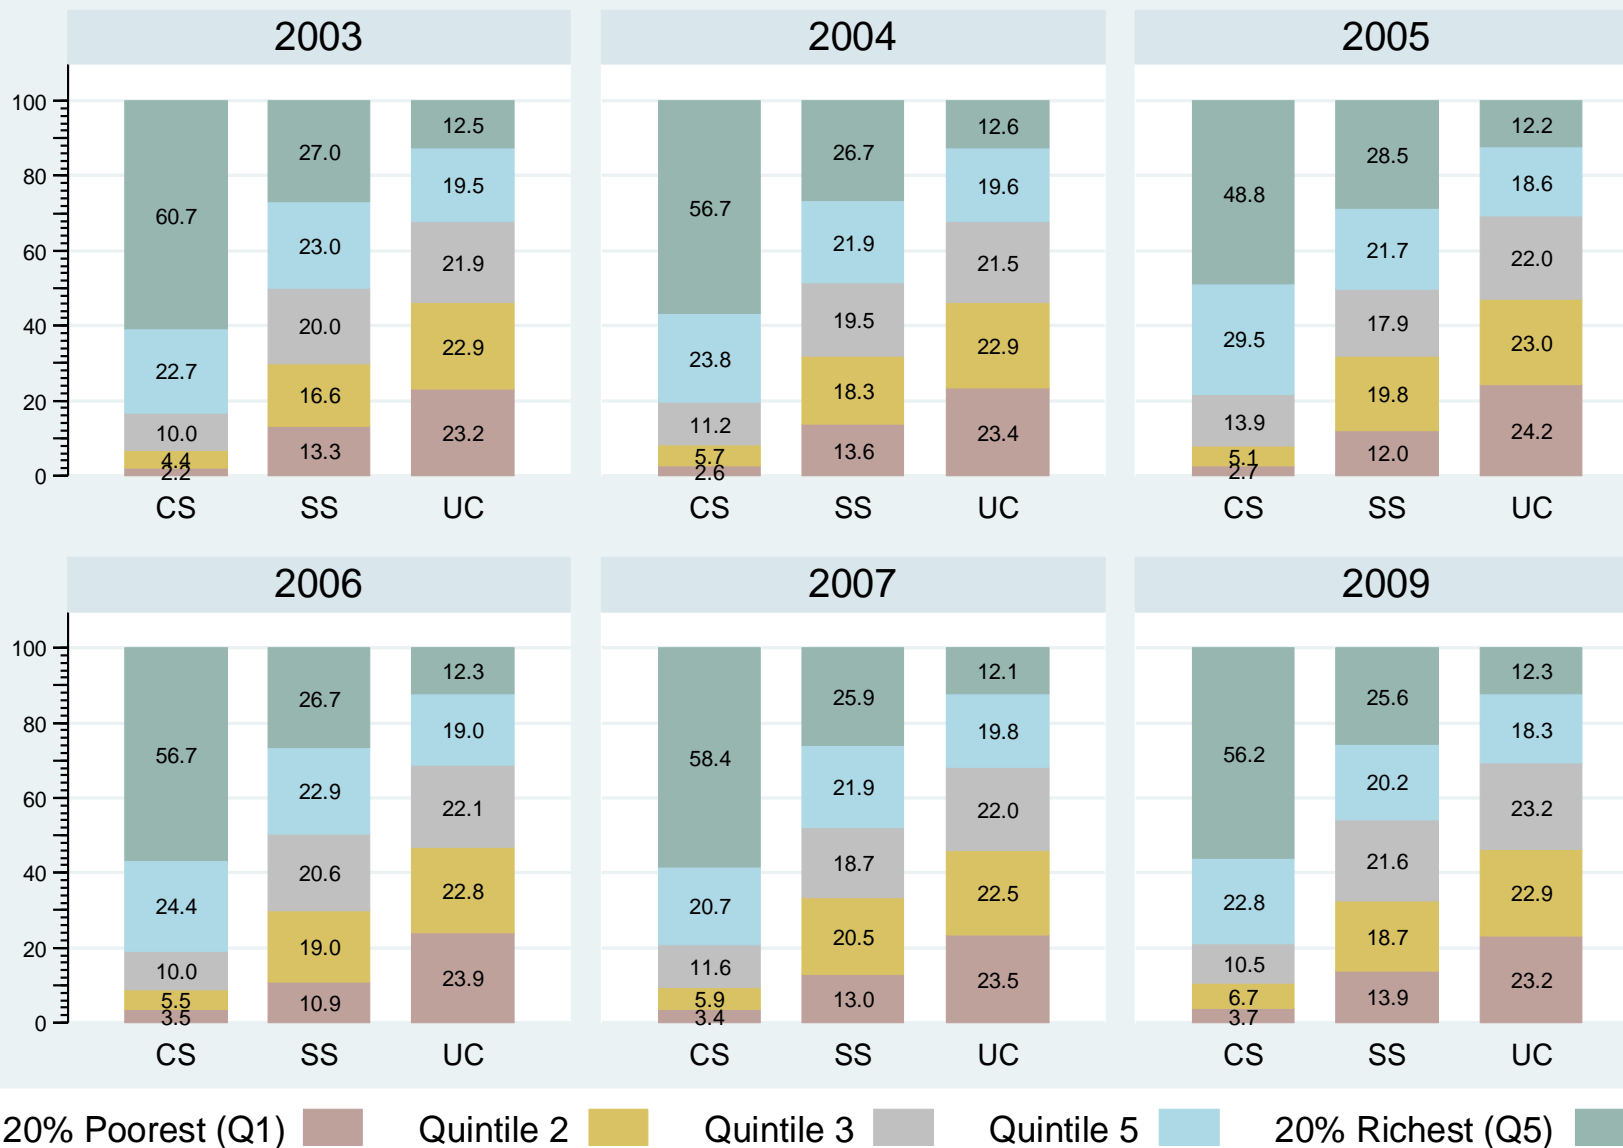 2003 2004 2005
100 12.5 12.6 12.2
27.0 26.7 28.5
80 19.5 19.6 18.6
60.7 56.7 48.8
60 23.0 21.9 21.9 21.5 21.7 22.0
40 20.0 22.9 19.5 22.9 29.5 17.9 23.0
22.7 16.6 23.8 18.3 19.8
20 10.0 13.3 23.2 11.2 13.6 23.4 13.9 12.0 24.2
4.4 5.7 5.1
0 2.2 2.6 2.7
CS SS UC CS SS UC CS SS UC
2006 2007 2009
100 12.3 12.1 12.3
26.7 25.9 25.6
80 56.7 19.0 58.4 19.8 56.2 18.3
60 22.9 22.1 21.9 22.0 20.2 23.2
40 20.6 22.8 18.7 22.5 21.6 22.9
24.4 19.0 20.7 20.5 22.8 18.7
20 10.0 23.9 11.6 23.5 10.5 23.2
5.5 10.9 5.9 13.0 6.7 13.9
0 3.5 3.4 3.7
CS SS UC CS SS UC CS SS UC
20% Poorest (Q1) Quintile 2 Quintile 3 Quintile 5 20% Richest (Q5)